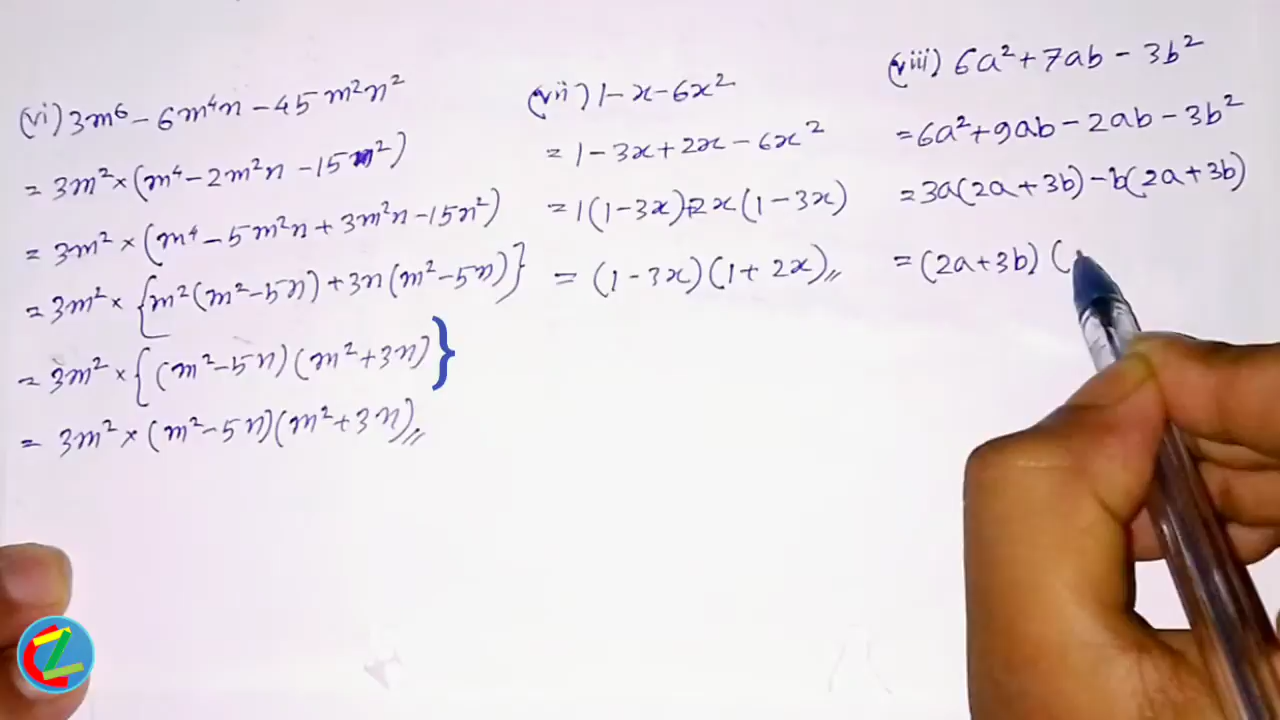 (vi) 3m⁶ - 6m⁴n - 45m²n²
= 3m² × (m⁴ - 2m²n - 15n²)
= 3m² × (m⁴ - 5m²n + 3m²n - 15n²)
= 3m² × {m²(m² - 5n) + 3n(m² - 5n)}
= 3m² × {(m² - 5n)(m² + 3n)}
= 3m² × (m² - 5n)(m² + 3n)//
(vii) 1 - x - 6x²
= 1 - 3x + 2x - 6x²
= 1(1 - 3x) + 2x(1 - 3x)
= (1 - 3x)(1 + 2x)//
(viii) 6a² + 7ab - 3b²
= 6a² + 9ab - 2ab - 3b²
= 3a(2a + 3b) - b(2a + 3b)
= (2a + 3b)(